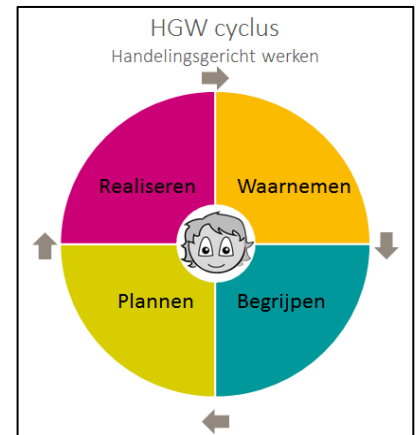 HGW cyclus
Handelingsgericht werken
Realiseren
Waarnemen
Plannen
Begrijpen